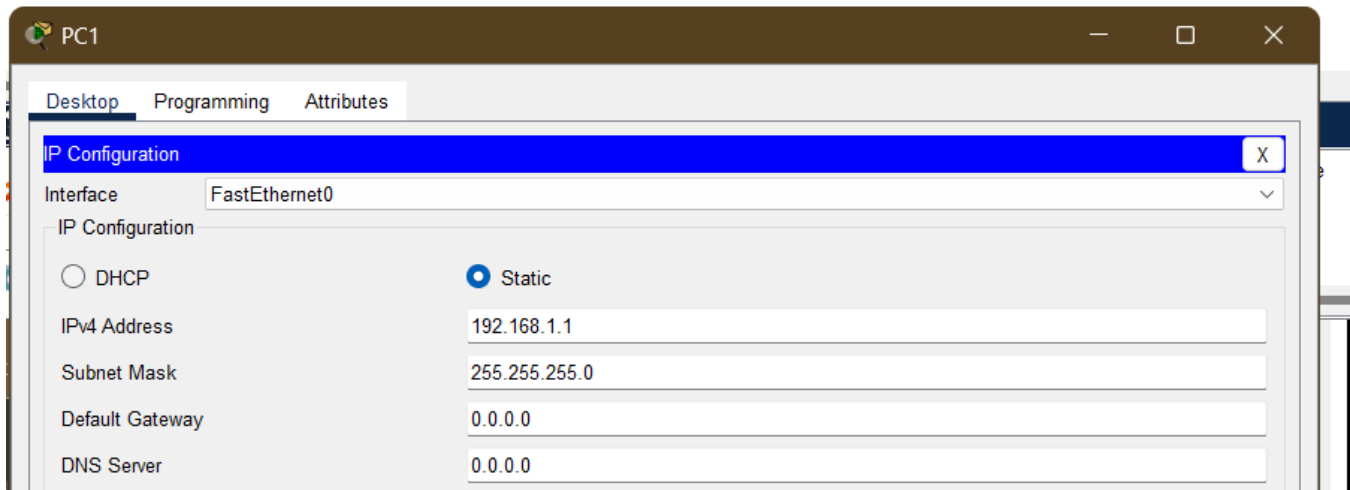 PC1
Desktop Programming Attributes
IP Configuration X
Interface FastEthernet0
IP Configuration
DHCP Static
IPv4 Address 192.168.1.1
Subnet Mask 255.255.255.0
Default Gateway 0.0.0.0
DNS Server 0.0.0.0